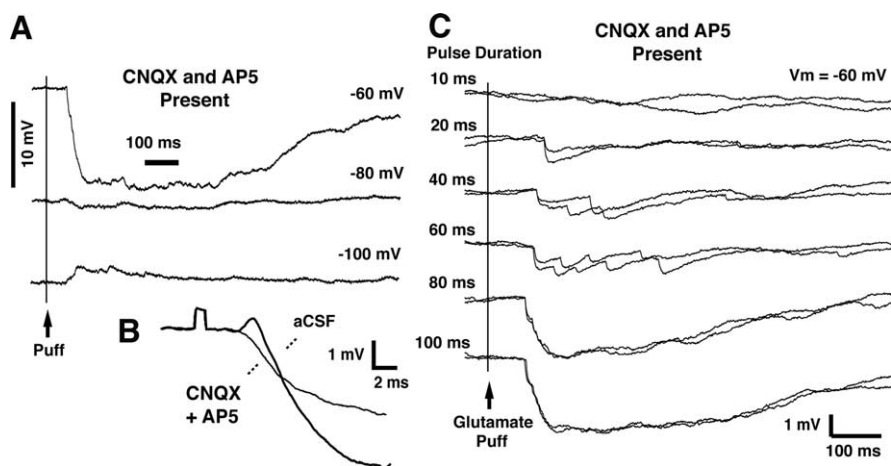 A
CNQX and AP5
Present
-60 mV
10 mV
100 ms
-80 mV
-100 mV
Puff
B
aCSF
CNQX
+ AP5
1 mV
2 ms
C
CNQX and AP5
Present
Pulse Duration
Vm = -60 mV
10 ms
20 ms
40 ms
60 ms
80 ms
100 ms
Glutamate
Puff
1 mV
100 ms